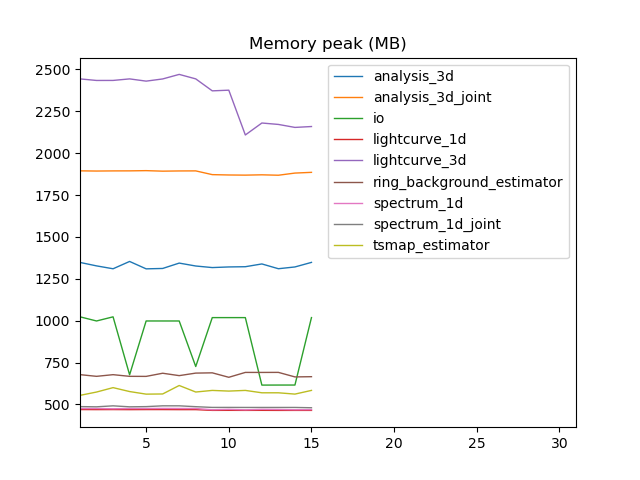 Memory peak (MB)
2500
2250
2000
1750
1500
1250
1000
750
500
analysis_3d
analysis_3d_joint
io
lightcurve_1d
lightcurve_3d
ring_background_estimator
spectrum_1d
spectrum_1d_joint
tsmap_estimator
5 10 15 20 25 30